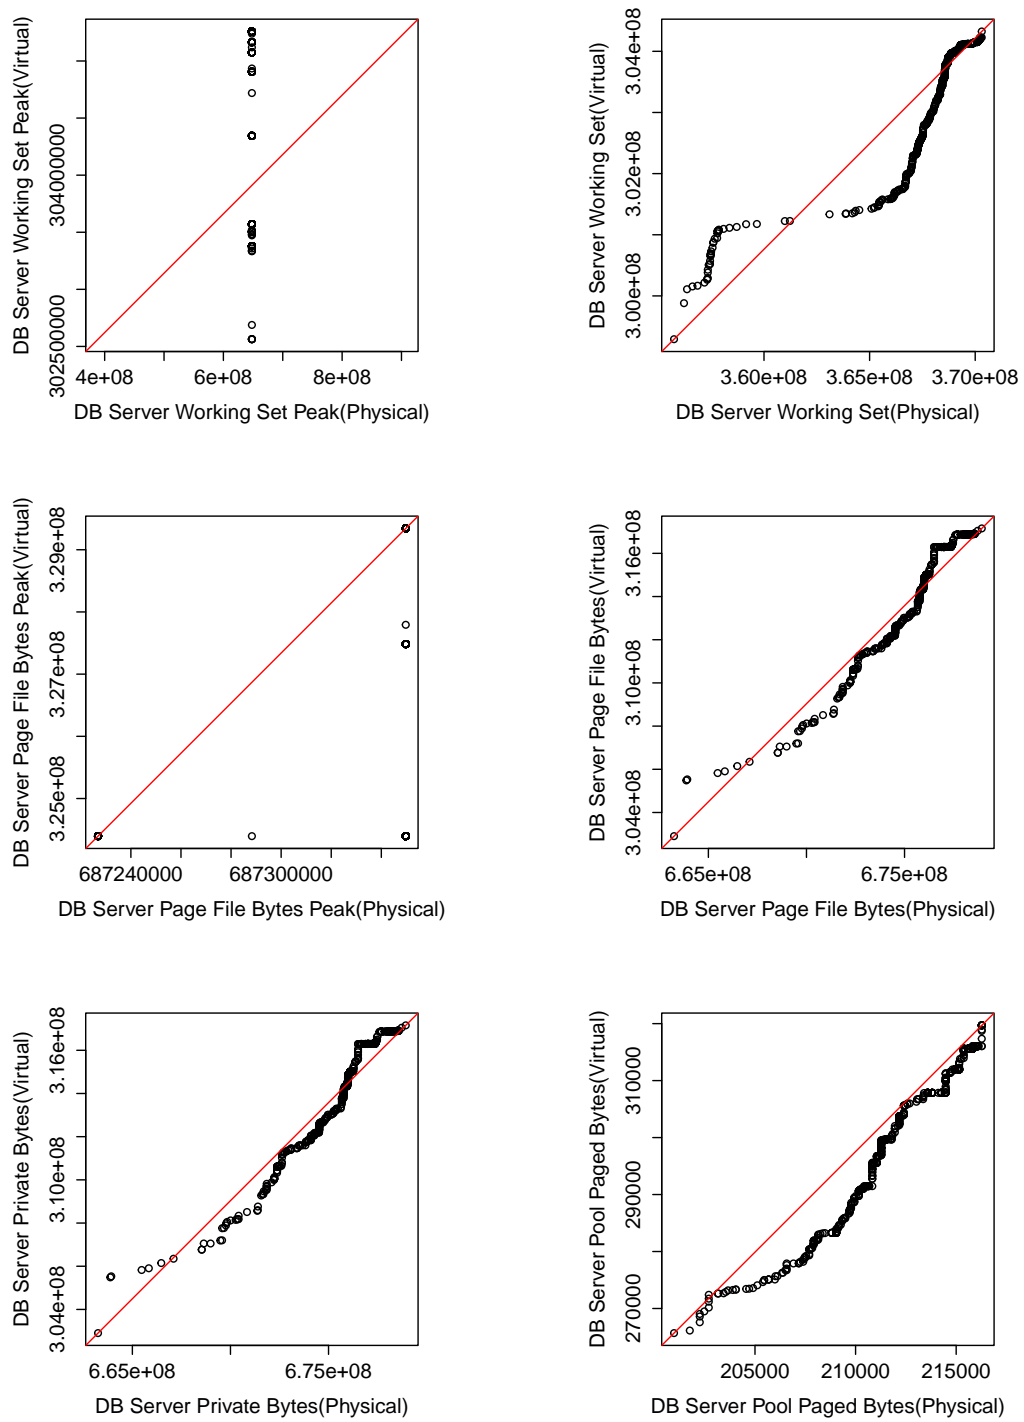 DB Server Working Set Peak(Virtual)
302500000
304000000
4e+08
6e+08
8e+08
DB Server Working Set Peak(Physical)
DB Server Working Set(Virtual)
3.00e+08
3.02e+08
3.04e+08
3.60e+08
3.65e+08
3.70e+08
DB Server Working Set(Physical)
DB Server Page File Bytes Peak(Virtual)
3.25e+08
3.27e+08
3.29e+08
687240000
687300000
DB Server Page File Bytes Peak(Physical)
DB Server Page File Bytes(Virtual)
3.04e+08
3.10e+08
3.16e+08
6.65e+08
6.75e+08
DB Server Page File Bytes(Physical)
DB Server Private Bytes(Virtual)
3.04e+08
3.10e+08
3.16e+08
6.65e+08
6.75e+08
DB Server Private Bytes(Physical)
DB Server Pool Paged Bytes(Virtual)
270000
290000
310000
205000
210000
215000
DB Server Pool Paged Bytes(Physical)